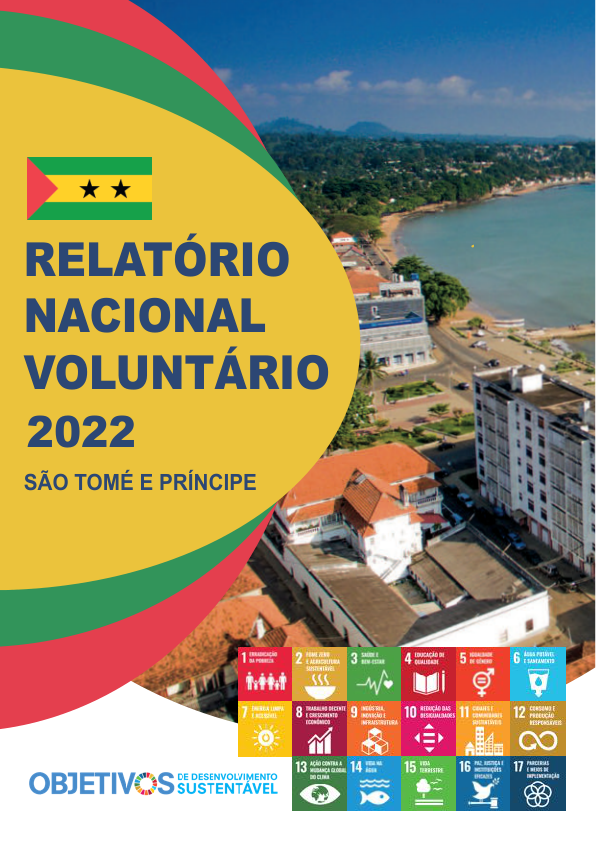 RELATÓRIO
NACIONAL
VOLUNTÁRIO
2022
SÃO TOMÉ E PRÍNCIPE
1 ERRADICAÇÃO
DA POBREZA
2 FOME ZERO
E AGRICULTURA
SUSTENTÁVEL
3 SAÚDE E
BEM-ESTAR
4 EDUCAÇÃO DE
QUALIDADE
5 IGUALDADE
DE GÉNERO
6 ÁGUA POTÁVEL
E SANEAMENTO
7 ENERGIA LIMPA
E ACESSÍVEL
8 TRABALHO DECENTE
E CRESCIMENTO
ECONÓMICO
9 INDÚSTRIA,
INOVAÇÃO E
INFRAESTRUTURA
10 REDUÇÃO DAS
DESIGUALDADES
11 CIDADES E
COMUNIDADES
SUSTENTÁVEIS
12 CONSUMO E
PRODUÇÃO
RESPONSÁVEIS
13 AÇÃO CONTRA A
MUDANÇA GLOBAL
DO CLIMA
14 VIDA NA
ÁGUA
15 VIDA
TERRESTRE
16 PAZ, JUSTIÇA E
INSTITUIÇÕES
EFICAZES
17 PARCERIAS
E MEIOS DE
IMPLEMENTAÇÃO
OBJETIVOS DE DESENVOLVIMENTO
SUSTENTÁVEL